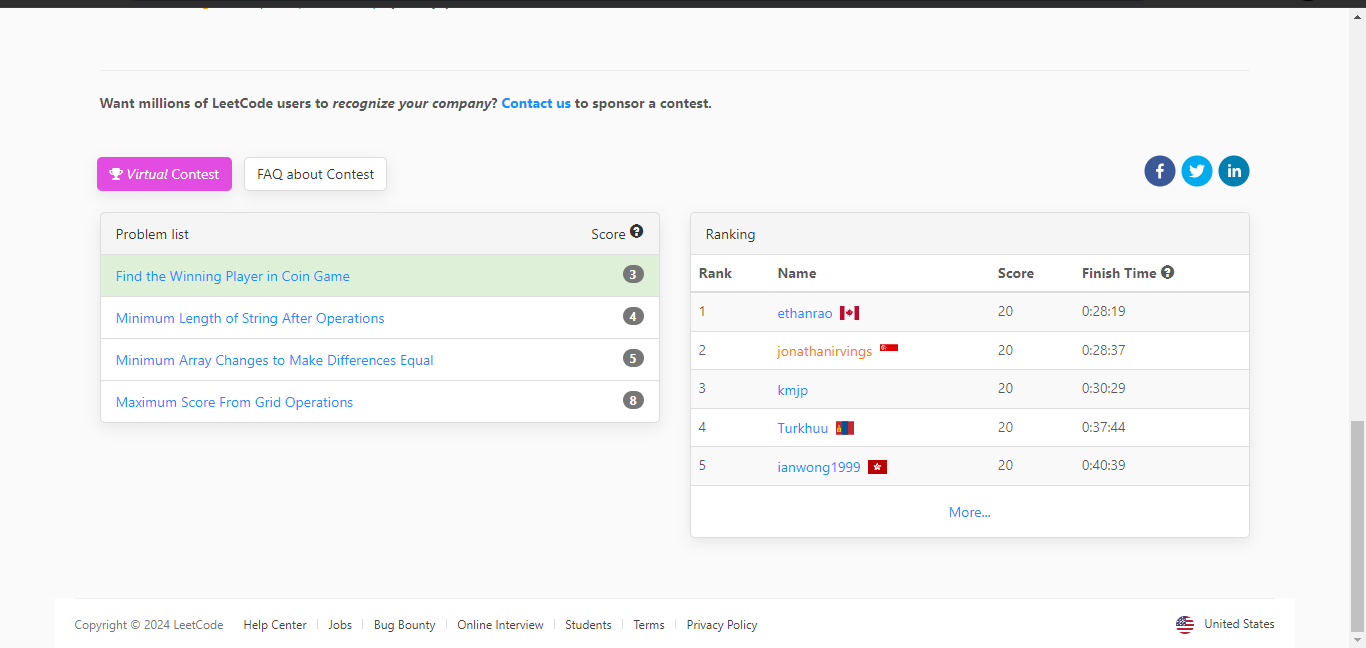 Want millions of LeetCode users to recognize your company? Contact us to sponsor a contest.
Virtual Contest
FAQ about Contest
Problem list Score
Find the Winning Player in Coin Game 3
Minimum Length of String After Operations 4
Minimum Array Changes to Make Differences Equal 5
Maximum Score From Grid Operations 8
Ranking
Rank Name Score Finish Time
1 ethanrao 20 0:28:19
2 jonathanirvings 20 0:28:37
3 kmjp 20 0:30:29
4 Turkhuu 20 0:37:44
5 ianwong1999 20 0:40:39
More...
Copyright © 2024 LeetCode Help Center Jobs Bug Bounty Online Interview Students Terms Privacy Policy United States